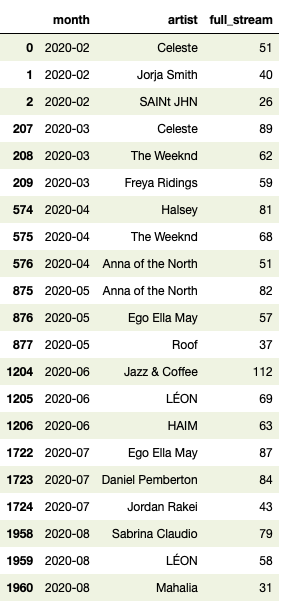 month artist full_stream
0 2020-02 Celeste 51
1 2020-02 Jorja Smith 40
2 2020-02 SAINt JHN 26
207 2020-03 Celeste 89
208 2020-03 The Weeknd 62
209 2020-03 Freya Ridings 59
574 2020-04 Halsey 81
575 2020-04 The Weeknd 68
576 2020-04 Anna of the North 51
875 2020-05 Anna of the North 82
876 2020-05 Ego Ella May 57
877 2020-05 Roof 37
1204 2020-06 Jazz & Coffee 112
1205 2020-06 LÉON 69
1206 2020-06 HAIM 63
1722 2020-07 Ego Ella May 87
1723 2020-07 Daniel Pemberton 84
1724 2020-07 Jordan Rakei 43
1958 2020-08 Sabrina Claudio 79
1959 2020-08 LÉON 58
1960 2020-08 Mahalia 31